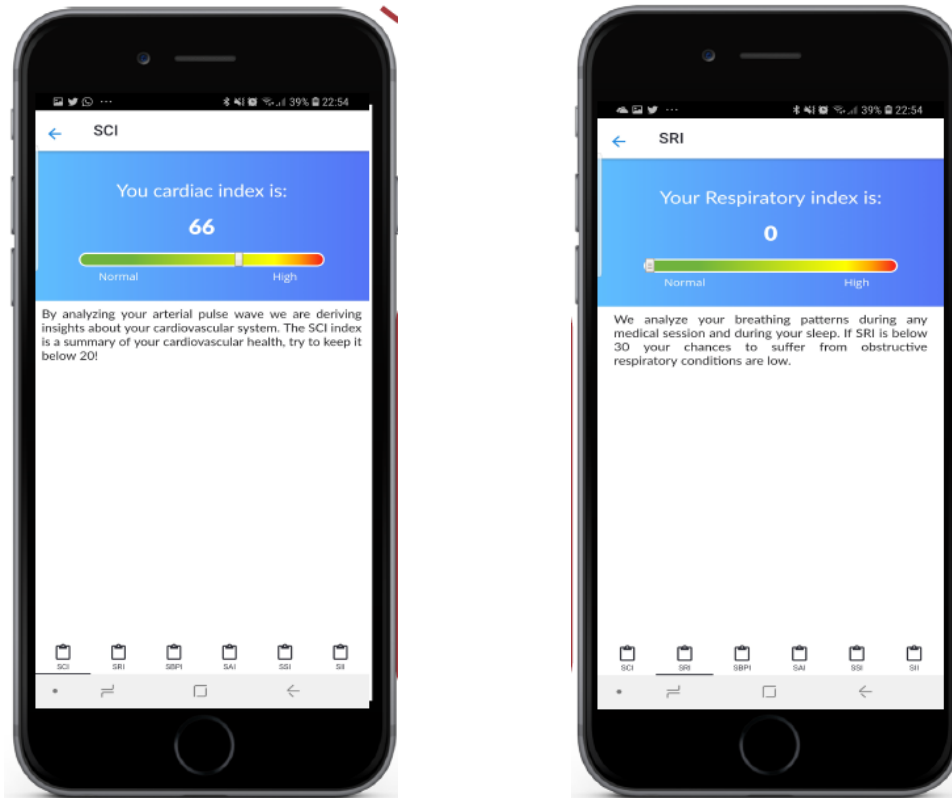 39% 22:54
SCI
You cardiac index is:
66
Normal High
By analyzing your arterial pulse wave we are deriving
insights about your cardiovascular system. The SCI index
is a summary of your cardiovascular health, try to keep it
below 20!
SCI SRI SBPI SAI SSI SII
39% 22:54
SRI
Your Respiratory index is:
0
Normal High
We analyze your breathing patterns during any
medical session and during your sleep. If SRI is below
30 your chances to suffer from obstructive
respiratory conditions are low.
SCI SRI SBPI SAI SSI SII